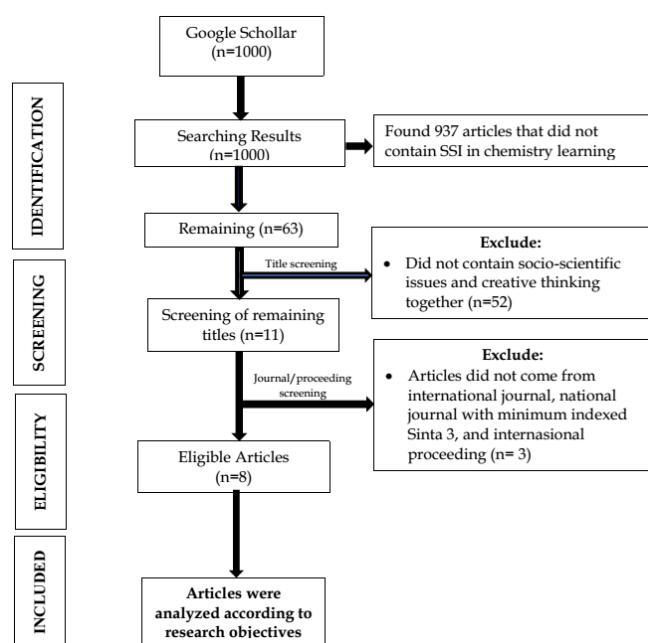 Google Schollar
(n=1000)
IDENTIFICATION
Searching Results
(n=1000)
Found 937 articles that did not
contain SSI in chemistry learning
Remaining (n=63)
Title screening
Exclude:
• Did not contain socio-scientific
issues and creative thinking
together (n=52)
SCREENING
Screening of remaining
titles (n=11)
Journal/proceeding
screening
Exclude:
• Articles did not come from
international journal, national
journal with minimum indexed
Sinta 3, and internasional
proceeding (n= 3)
ELIGIBILITY
Eligible Articles
(n=8)
INCLUDED
Articles were
analyzed according to
research objectives